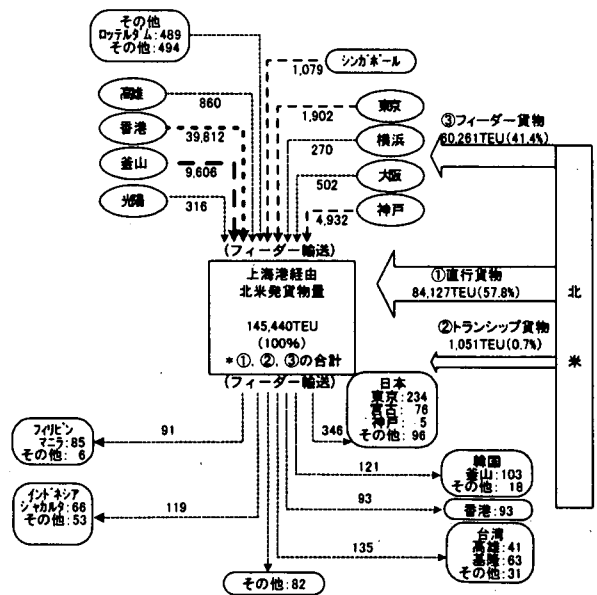 その他
ロッテルダム:489
その他:494
シンガポール
1,079
高雄
860
香港
39,812
釜山
9,606
光陽
316
東京
1,902
横浜
270
大阪
502
神戸
4,932
③フィーダー貨物
60,261TEU(41.4%)
(フィーダー輸送)
上海港経由
北米発貨物量
145,440TEU
(100%)
*①、②、③の合計
(フィーダー輸送)
①直行貨物
84,127TEU(57.8%)
②トランシップ貨物
1,051TEU(0.7%)
北
米
日本
東京:234
宮古: 76
神戸: 5
その他: 96
346
フィリピン
マニラ:85
その他: 6
91
121
韓国
釜山:103
その他: 18
インドネシア
ジャカルタ:66
その他:53
119
93
香港:93
135
台湾
高雄:41
基隆:63
その他:31
その他:82